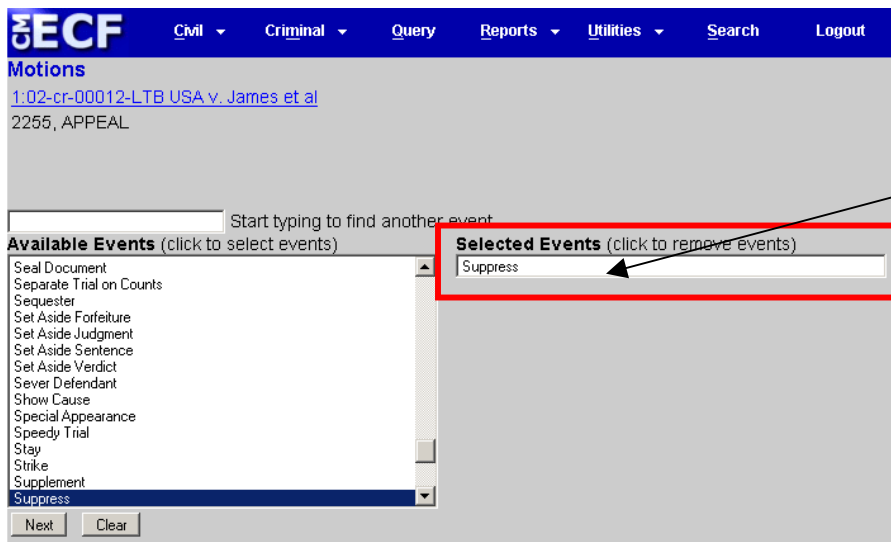 CM ECF Civil Criminal Query Reports Utilities Search Logout
Motions
1:02-cr-00012-LTB USA v. James et al
2255, APPEAL
Start typing to find another event
Available Events (click to select events) Selected Events (click to remove events)
Suppress
Seal Document
Separate Trial on Counts
Sequester
Set Aside Forfeiture
Set Aside Judgment
Set Aside Sentence
Set Aside Verdict
Sever Defendant
Show Cause
Special Appearance
Speedy Trial
Stay
Strike
Supplement
Suppress
Next Clear